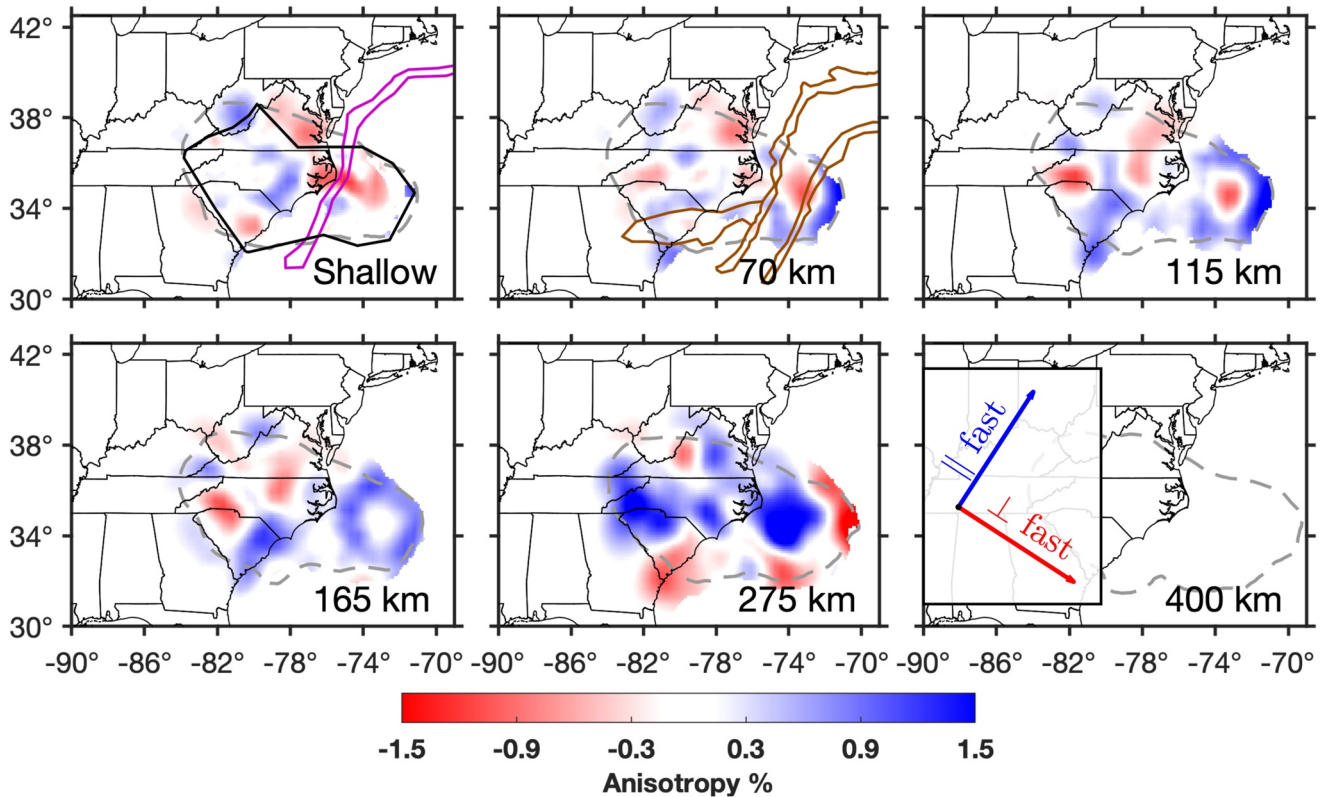 42°
38°
34°
30°
Shallow
70 km
115 km
42°
38°
34°
30°
165 km
275 km
|| fast
⊥ fast
400 km
-90° -86° -82° -78° -74° -70°
-90° -86° -82° -78° -74° -70°
-90° -86° -82° -78° -74° -70°
-1.5 -0.9 -0.3 0.3 0.9 1.5
Anisotropy %